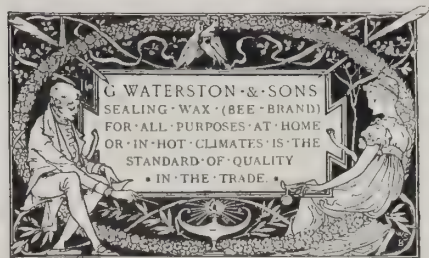 G WATERSTON · & · SONS
SEALING · WAX · (BEE · BRAND)
FOR · ALL · PURPOSES · AT · HOME
OR · IN · HOT · CLIMATES · IS · THE
STANDARD · OF · QUALITY
· IN · THE · TRADE ·